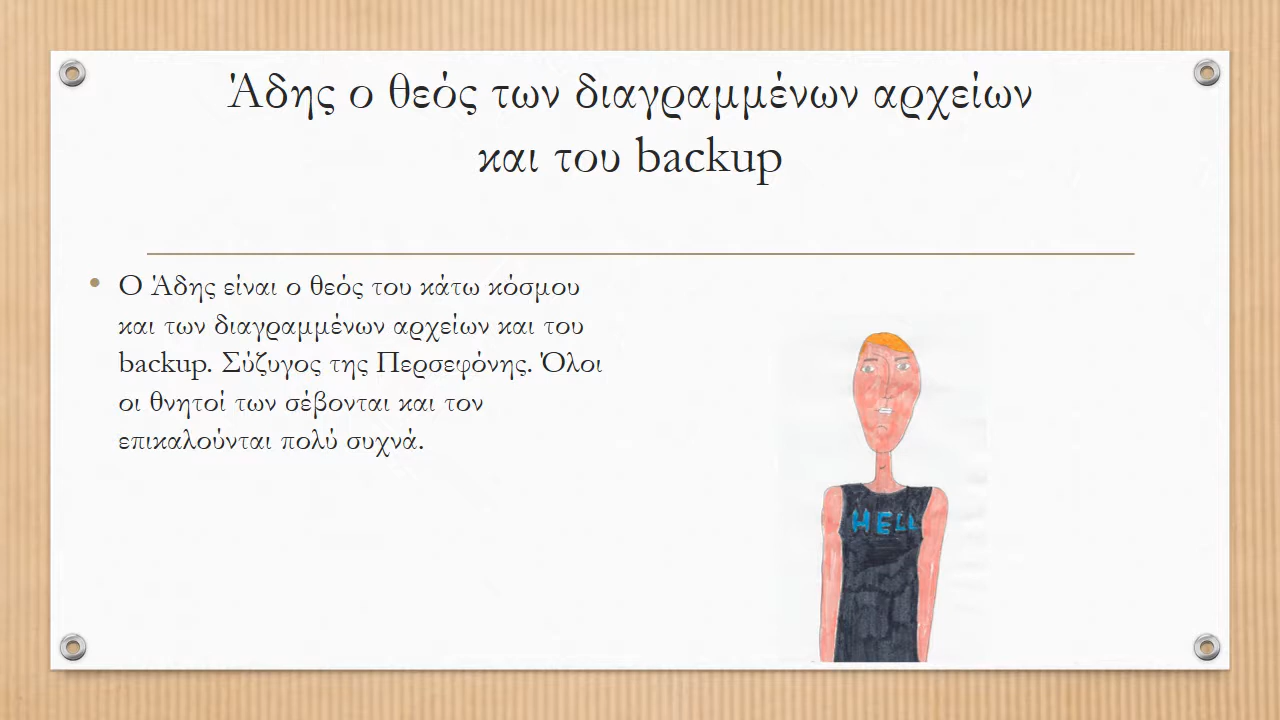 Άδης ο θεός των διαγραμμένων αρχείων
και του backup
• Ο Άδης είναι ο θεός του κάτω κόσμου
και των διαγραμμένων αρχείων και του
backup. Σύζυγος της Περσεφόνης. Όλοι
οι θνητοί των σέβονται και τον
επικαλούνται πολύ συχνά.
HELL